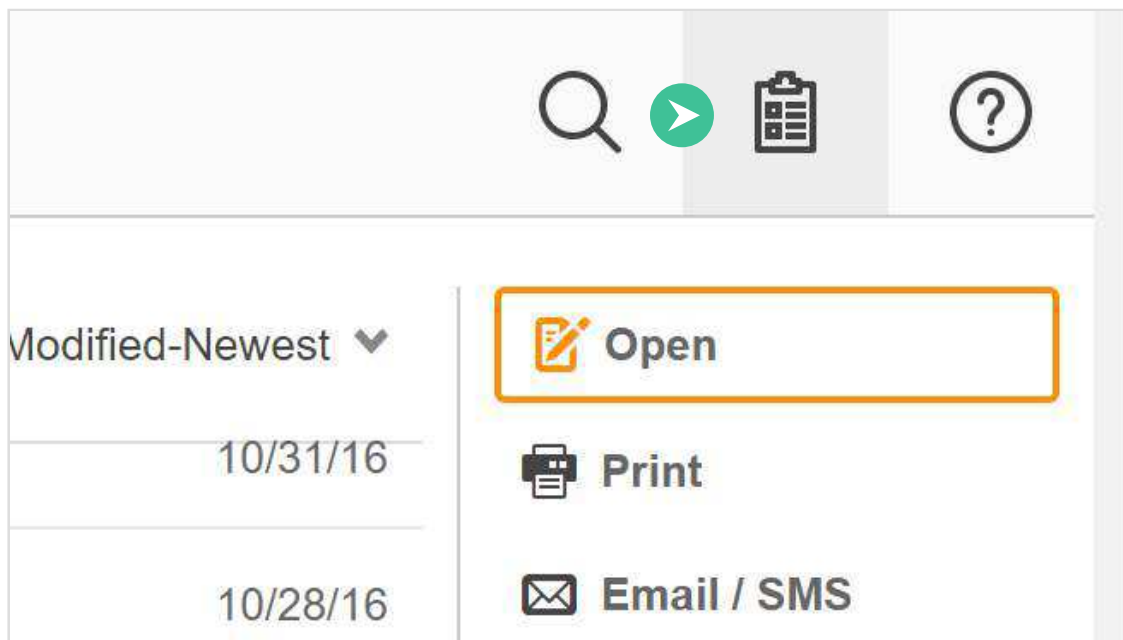 Modified-Newest
Open
10/31/16
Print
10/28/16
Email / SMS